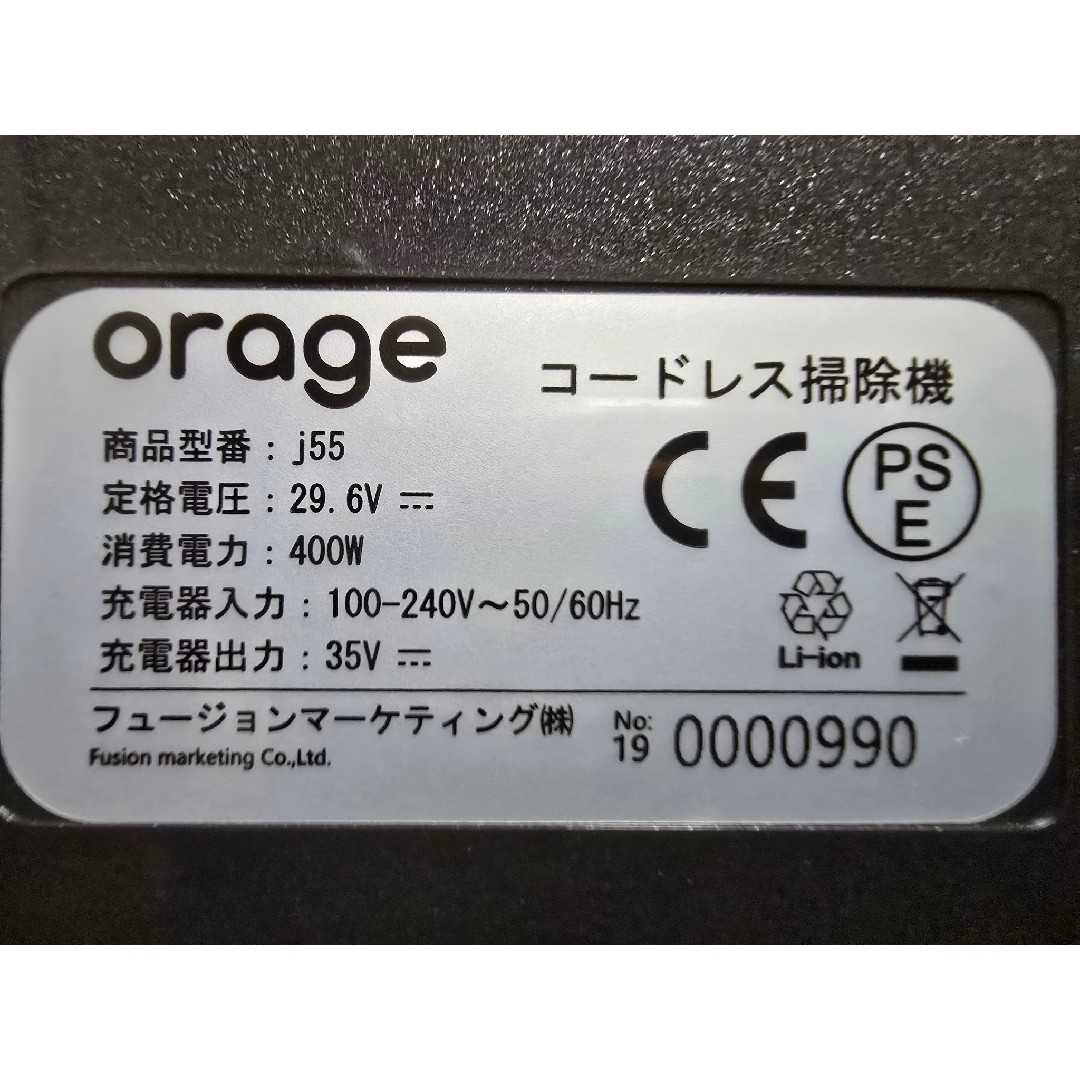 orage
コードレス掃除機
商品型番：j55
定格電圧：29.6V ⎓
消費電力：400W
充電器入力：100-240V～50/60Hz
充電器出力：35V ⎓
CE
PS
E
Li-ion
フュージョンマーケティング㈱
Fusion marketing Co.,Ltd.
No:
19 0000990